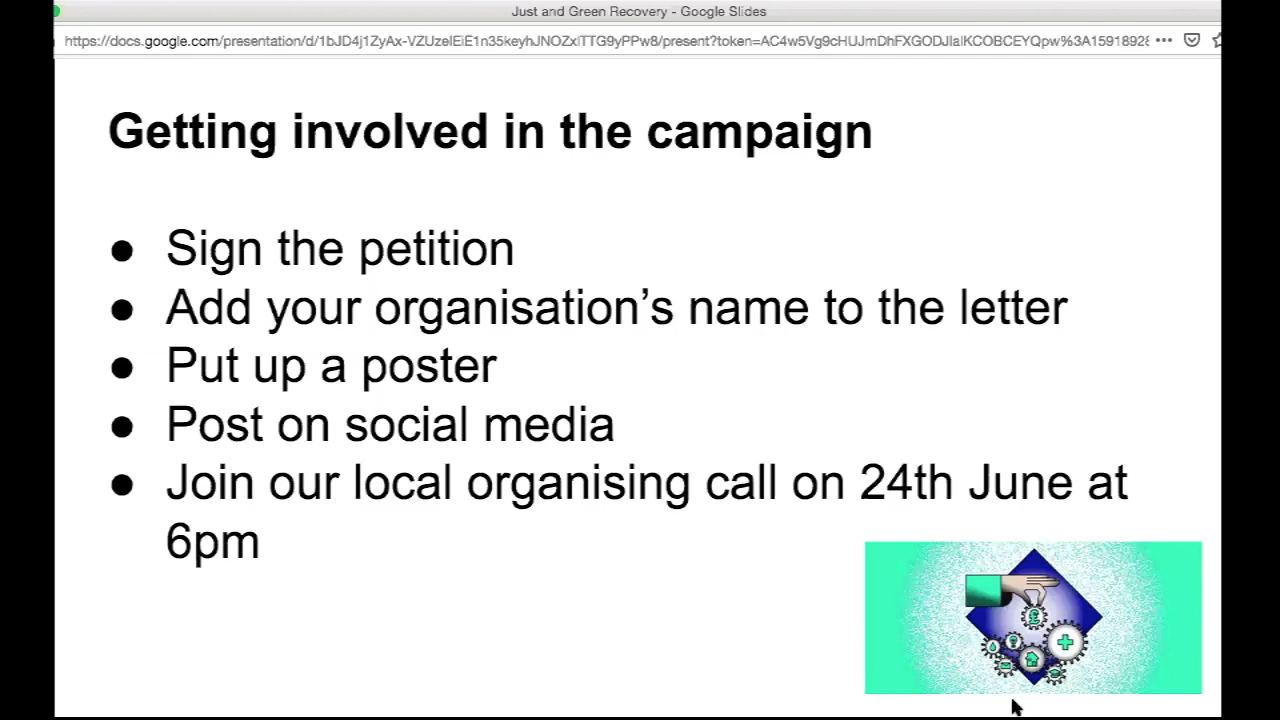 Just and Green Recovery - Google Slides
Getting involved in the campaign
● Sign the petition
● Add your organisation’s name to the letter
● Put up a poster
● Post on social media
● Join our local organising call on 24th June at
6pm
£